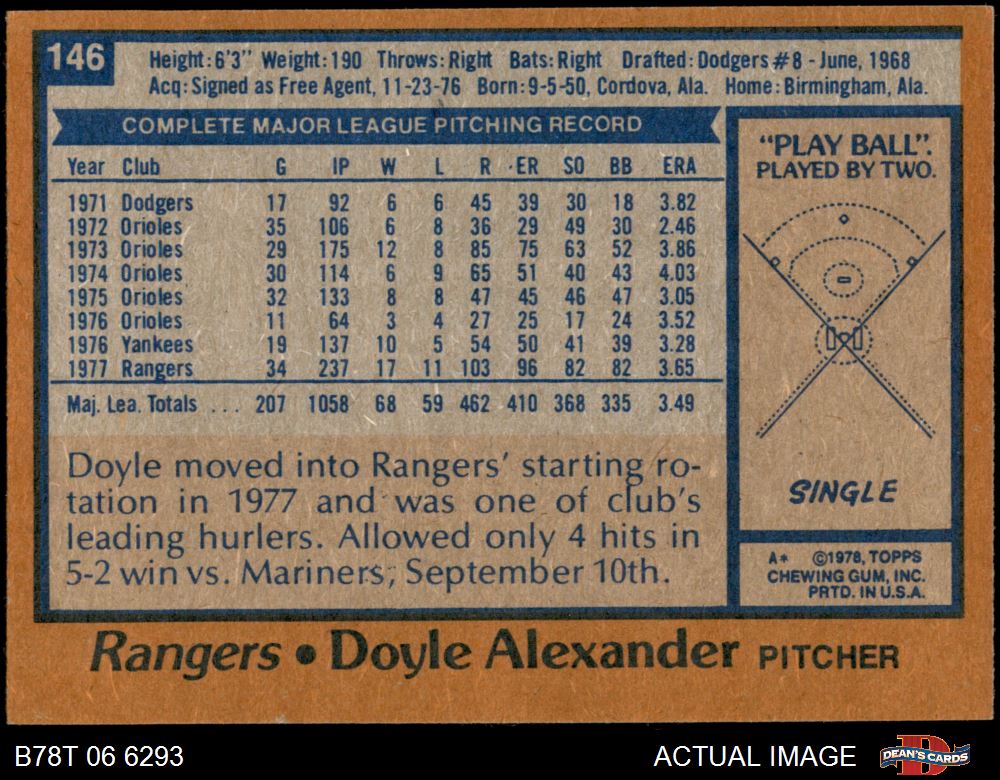 146
Height: 6'3" Weight: 190 Throws: Right Bats: Right Drafted: Dodgers #8 - June, 1968
Acq: Signed as Free Agent, 11-23-76 Born: 9-5-50, Cordova, Ala. Home: Birmingham, Ala.
COMPLETE MAJOR LEAGUE PITCHING RECORD
Year Club G IP W L R ER SO BB ERA
1971 Dodgers 17 92 6 6 45 39 30 18 3.82
1972 Orioles 35 106 6 8 36 29 49 30 2.46
1973 Orioles 29 175 12 8 85 75 63 52 3.86
1974 Orioles 30 114 6 9 65 51 40 43 4.03
1975 Orioles 32 133 8 8 47 45 46 47 3.05
1976 Orioles 11 64 3 4 27 25 17 24 3.52
1976 Yankees 19 137 10 5 54 50 41 39 3.28
1977 Rangers 34 237 17 11 103 96 82 82 3.65
Maj. Lea. Totals ... 207 1058 68 59 462 410 368 335 3.49
Doyle moved into Rangers' starting ro-
tation in 1977 and was one of club's
leading hurlers. Allowed only 4 hits in
5-2 win vs. Mariners, September 10th.
"PLAY BALL".
PLAYED BY TWO.
SINGLE
A* ©1978, TOPPS
CHEWING GUM, INC.
PRTD. IN U.S.A.
Rangers • Doyle Alexander PITCHER
B78T 06 6293 ACTUAL IMAGE DEAN'S CARDS